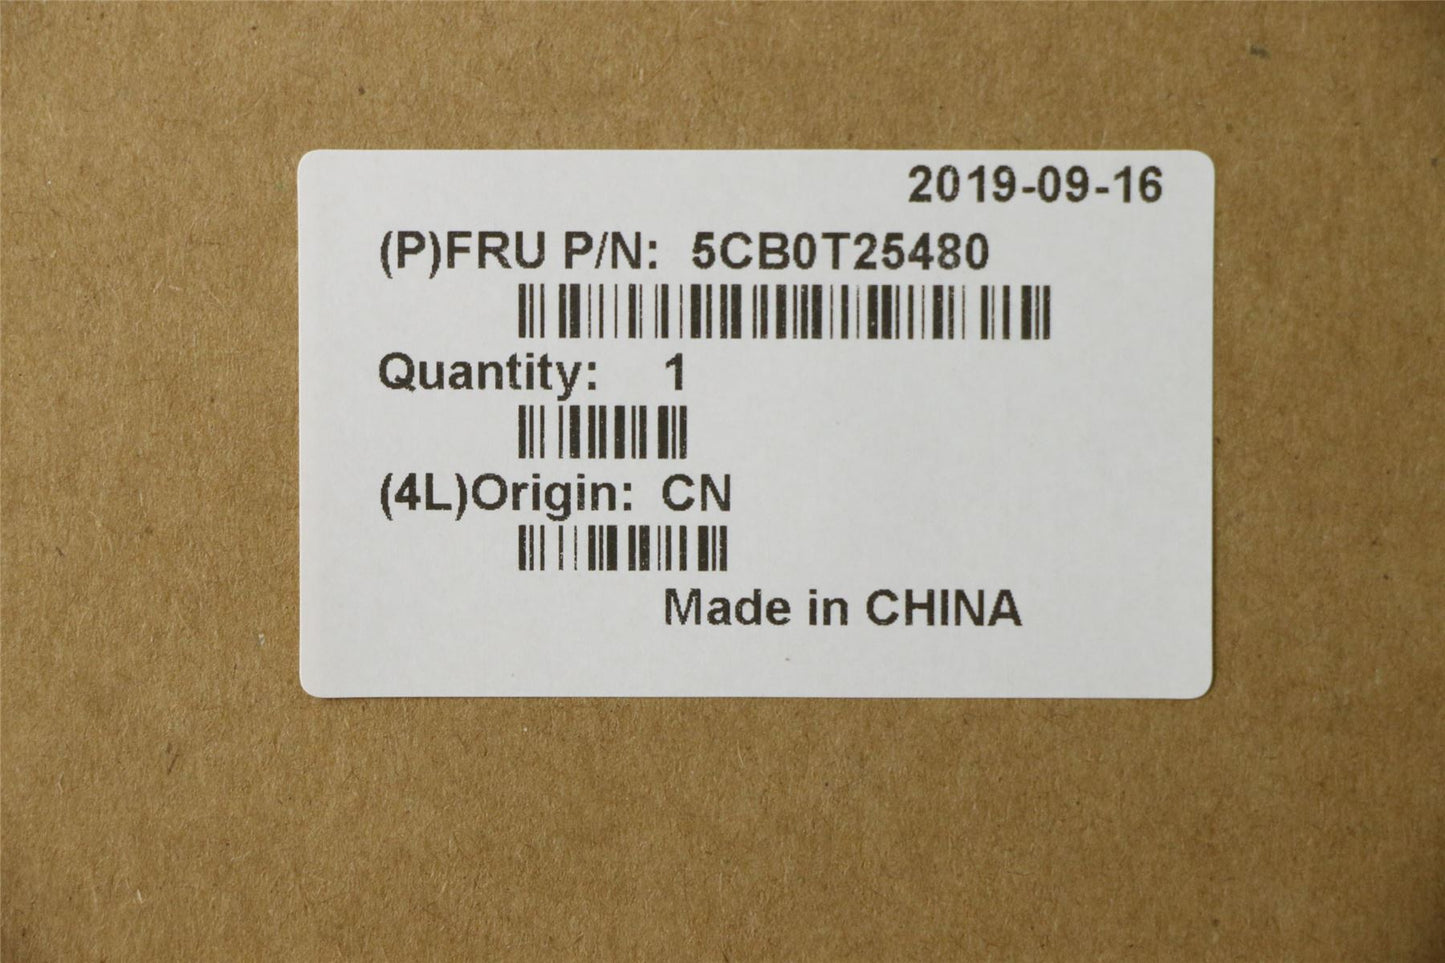 2019-09-16
(P)FRU P/N: 5CB0T25480
Quantity: 1
(4L)Origin: CN
Made in CHINA